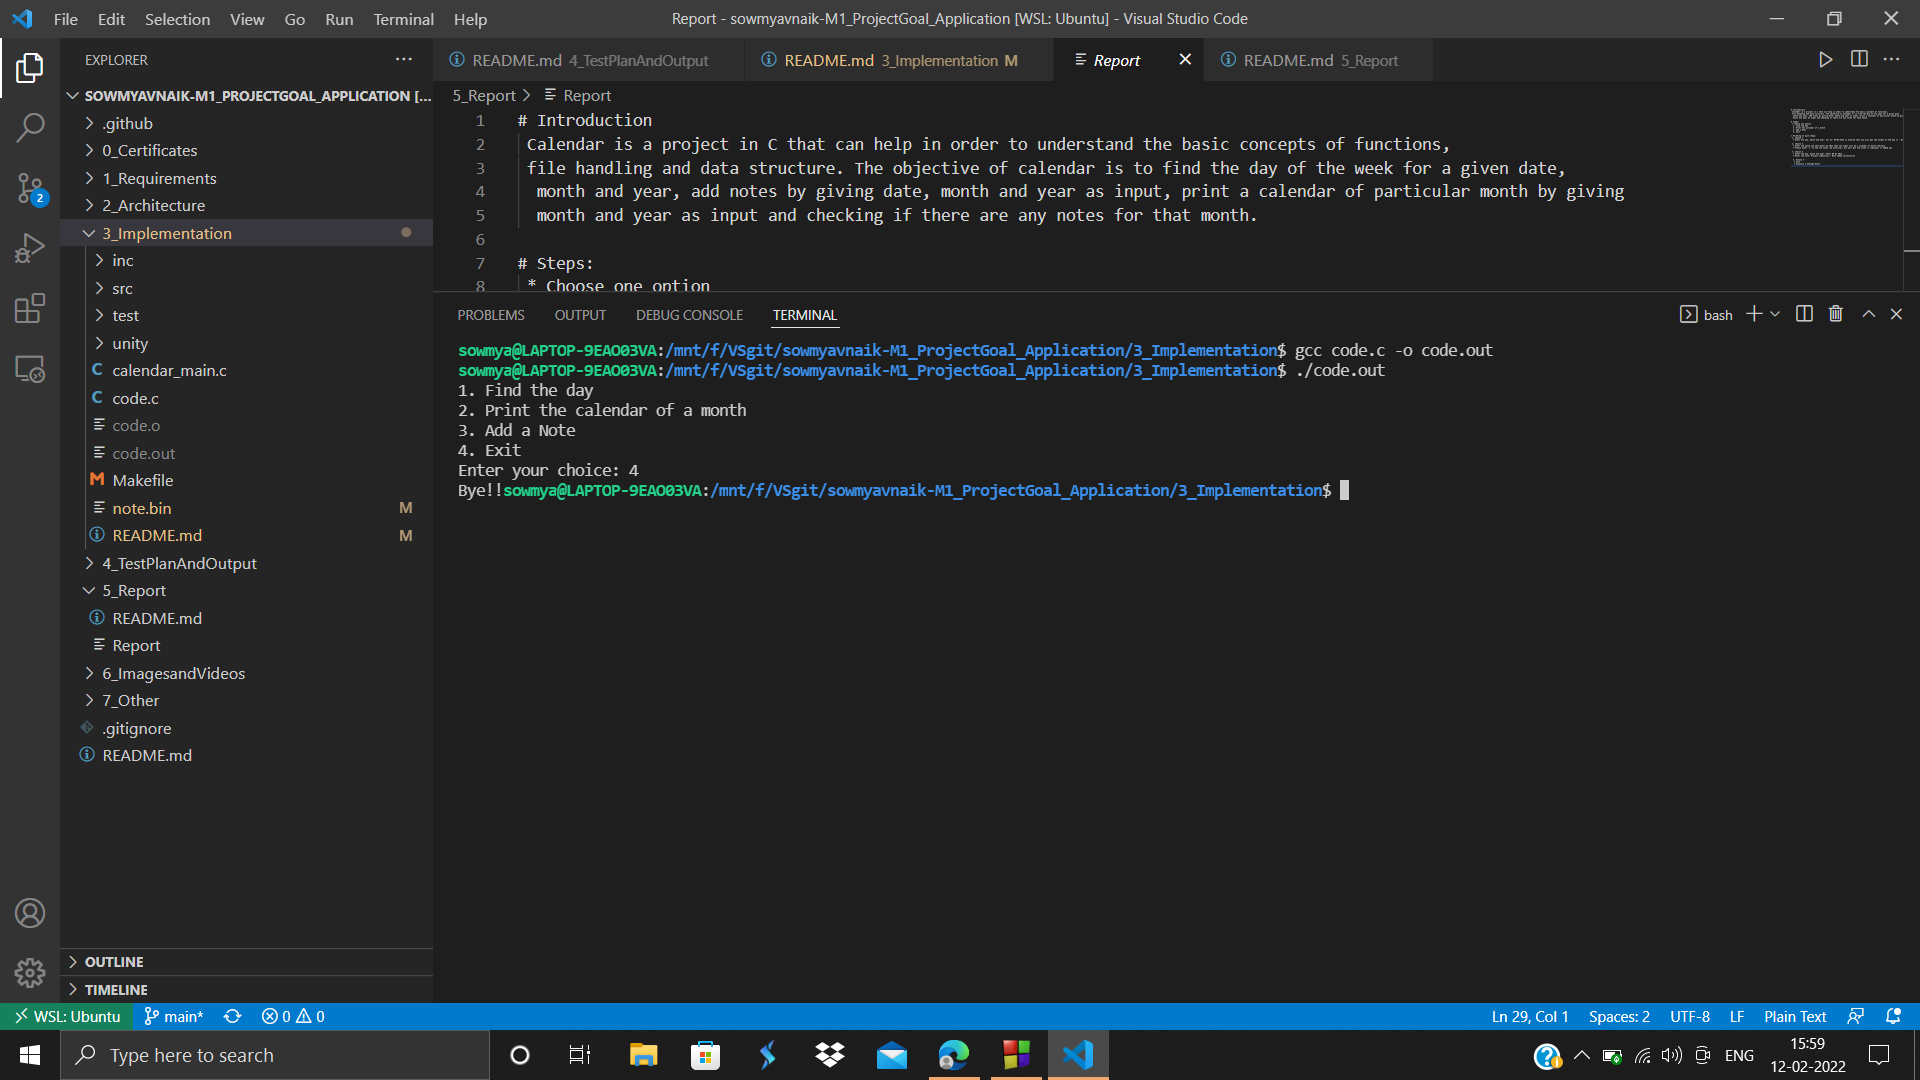 File Edit Selection View Go Run Terminal Help
Report - sowmyavnaik-M1_ProjectGoal_Application [WSL: Ubuntu] - Visual Studio Code
EXPLORER
README.md 4_TestPlanAndOutput
README.md 3_Implementation M
Report
README.md 5_Report
SOWMYAVNAIK-M1_PROJECTGOAL_APPLICATION [...
.github
0_Certificates
1_Requirements
2_Architecture
3_Implementation
inc
src
test
unity
calendar_main.c
code.c
code.o
code.out
Makefile
note.bin M
README.md M
4_TestPlanAndOutput
5_Report
README.md
Report
6_ImagesandVideos
7_Other
.gitignore
README.md
OUTLINE
TIMELINE
2
5_Report > Report
1 # Introduction
2 Calendar is a project in C that can help in order to understand the basic concepts of functions,
3 file handling and data structure. The objective of calendar is to find the day of the week for a given date,
4 month and year, add notes by giving date, month and year as input, print a calendar of particular month by giving
5 month and year as input and checking if there are any notes for that month.
6
7 # Steps:
8 * Choose one option
PROBLEMS OUTPUT DEBUG CONSOLE TERMINAL
bash
sowmya@LAPTOP-9EAO03VA:/mnt/f/VSgit/sowmyavnaik-M1_ProjectGoal_Application/3_Implementation$ gcc code.c -o code.out
sowmya@LAPTOP-9EAO03VA:/mnt/f/VSgit/sowmyavnaik-M1_ProjectGoal_Application/3_Implementation$ ./code.out
1. Find the day
2. Print the calendar of a month
3. Add a Note
4. Exit
Enter your choice: 4
Bye!!sowmya@LAPTOP-9EAO03VA:/mnt/f/VSgit/sowmyavnaik-M1_ProjectGoal_Application/3_Implementation$
WSL: Ubuntu main* 0 0
Ln 29, Col 1 Spaces: 2 UTF-8 LF Plain Text
Type here to search
ENG
15:59
12-02-2022